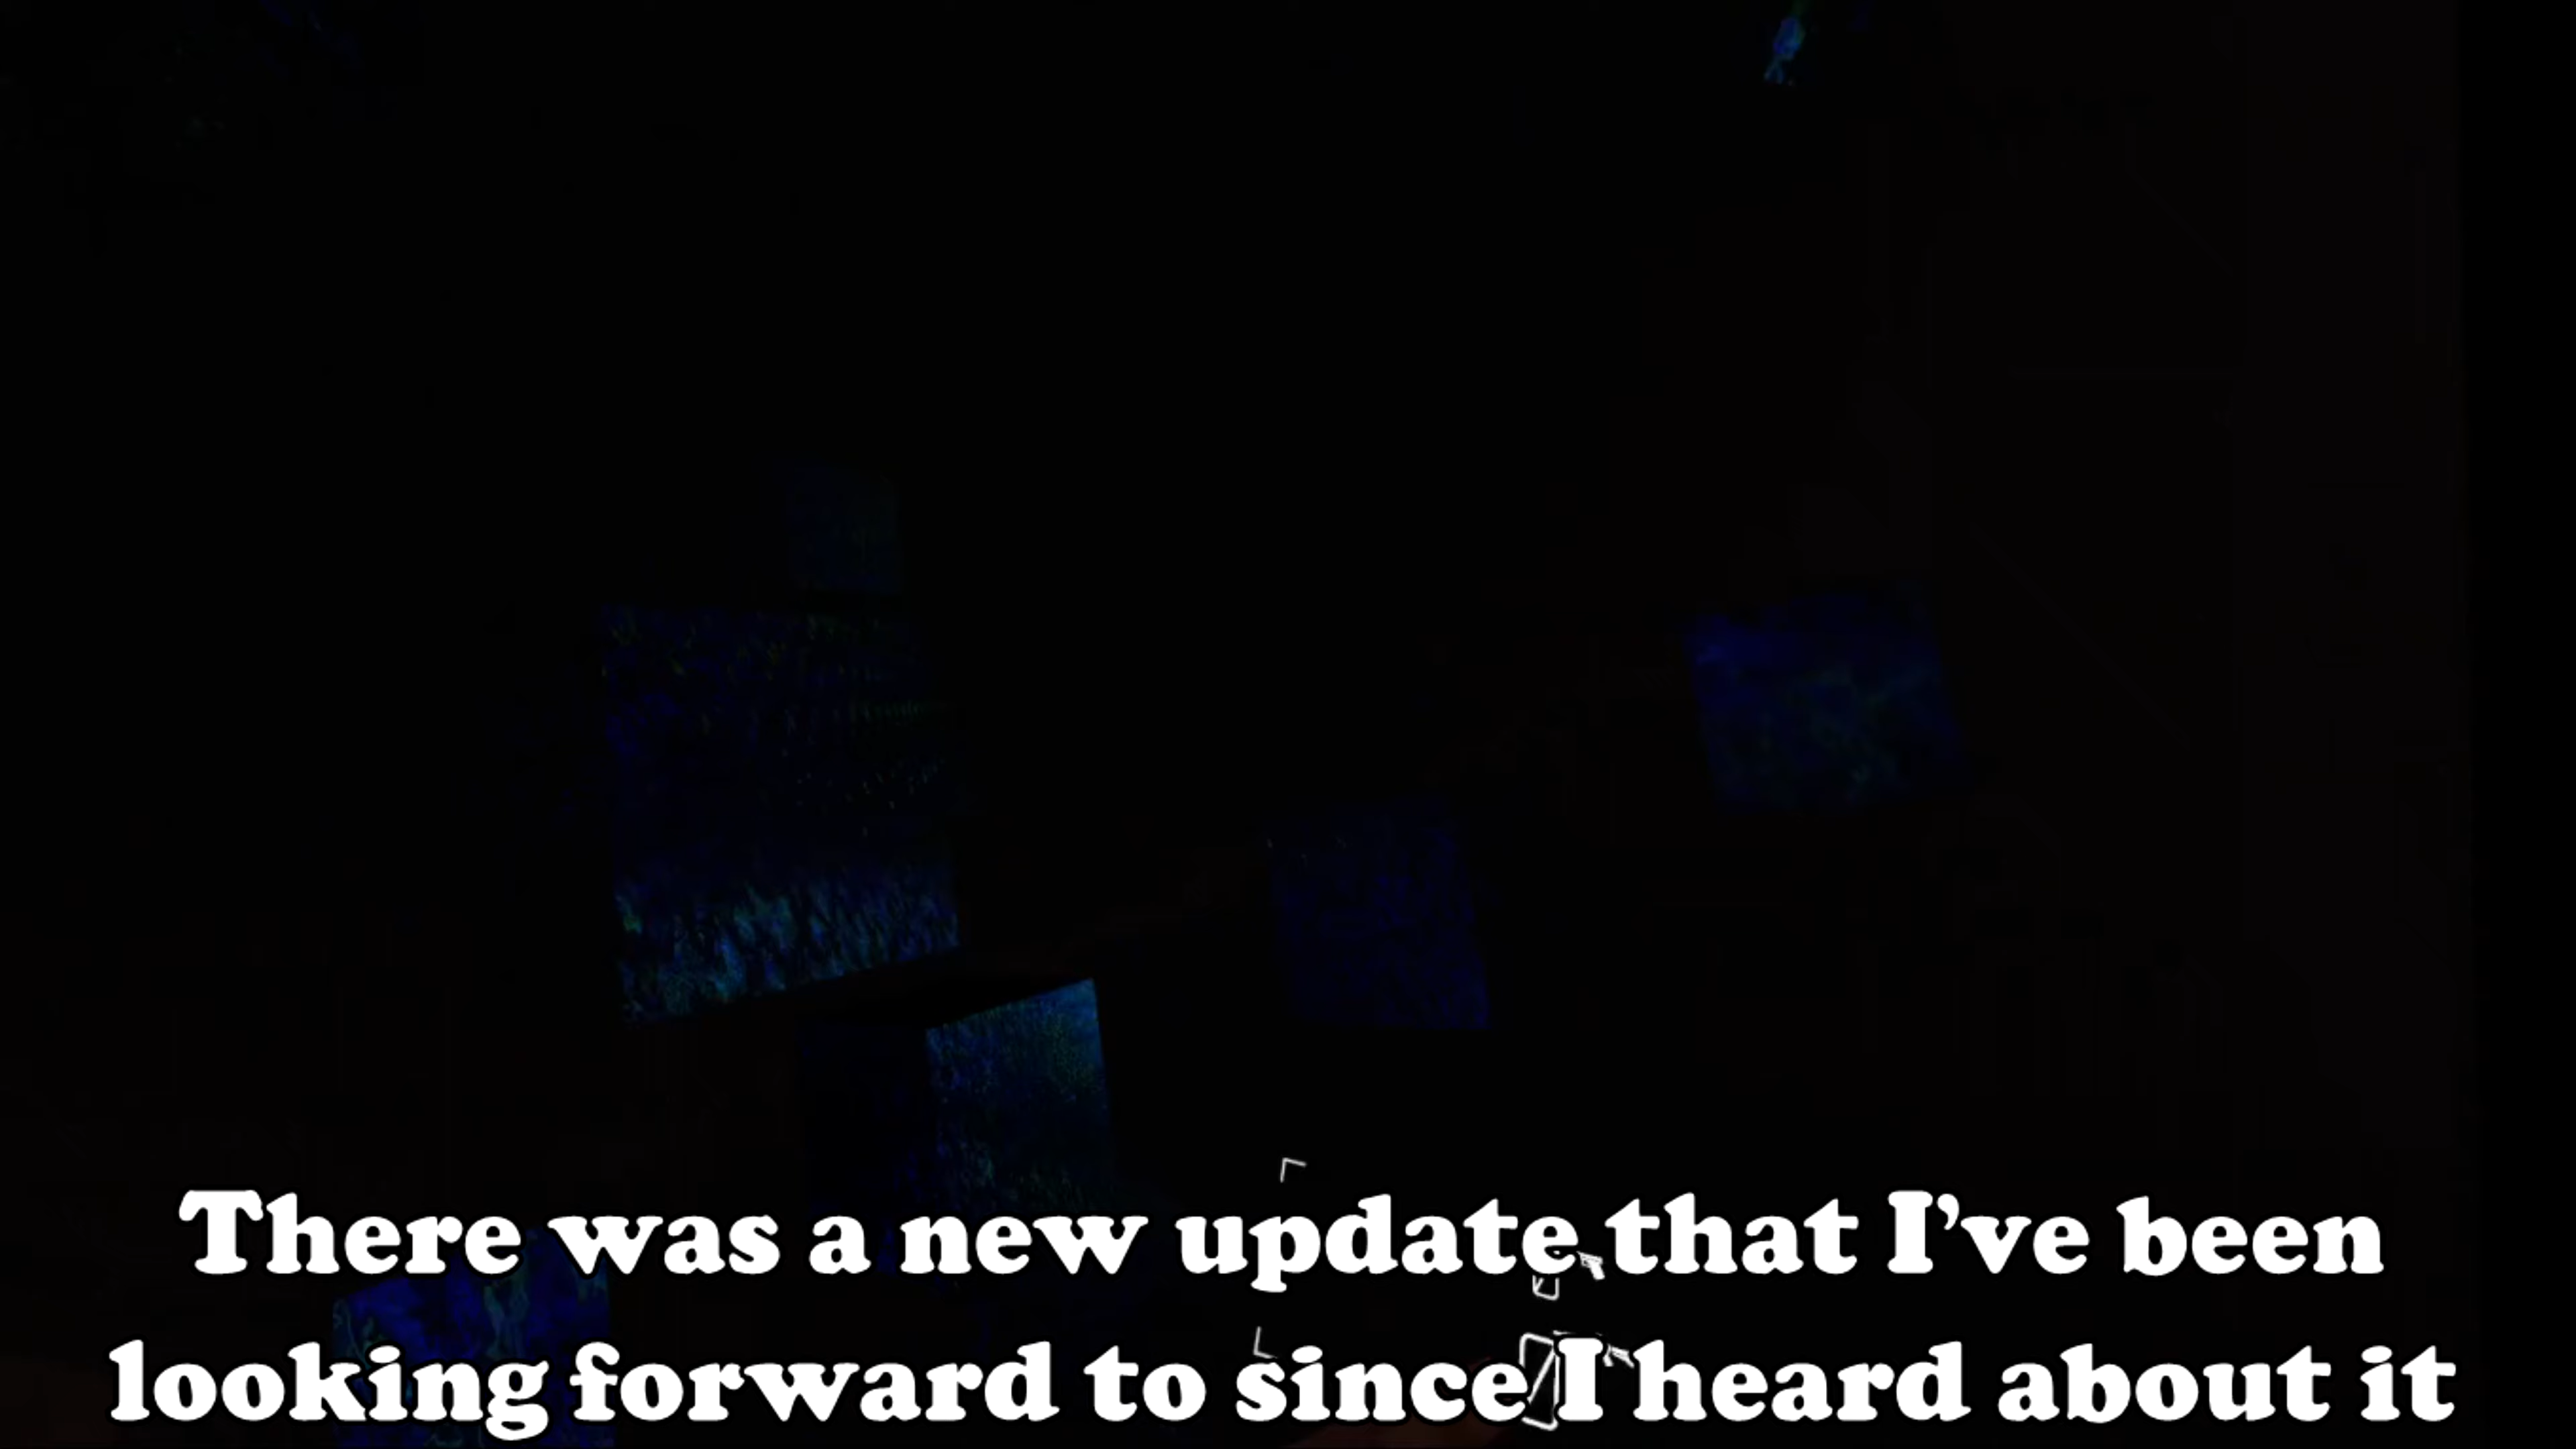 There was a new update that I’ve been
looking forward to since I heard about it